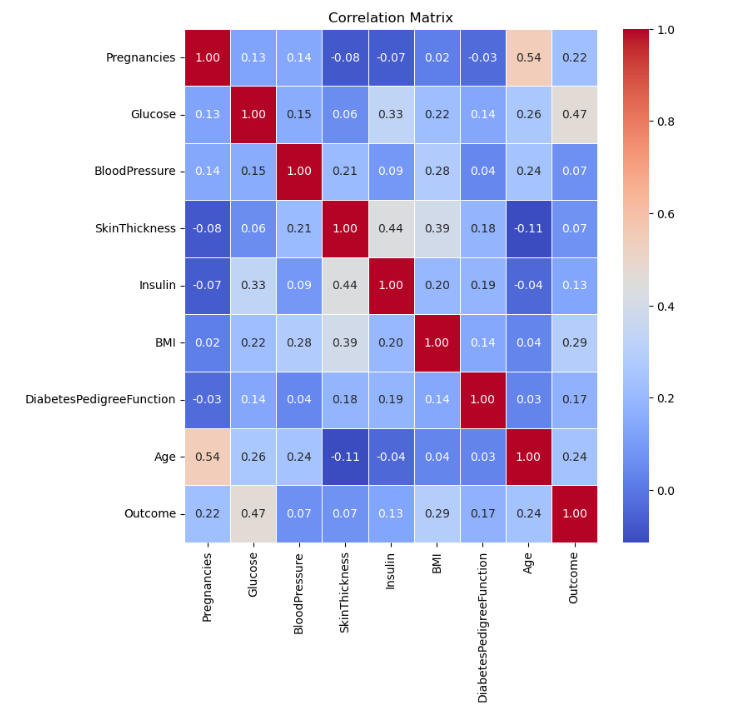 Correlation Matrix
Pregnancies 1.00 0.13 0.14 -0.08 -0.07 0.02 -0.03 0.54 0.22
Glucose 0.13 1.00 0.15 0.06 0.33 0.22 0.14 0.26 0.47
BloodPressure 0.14 0.15 1.00 0.21 0.09 0.28 0.04 0.24 0.07
SkinThickness -0.08 0.06 0.21 1.00 0.44 0.39 0.18 -0.11 0.07
Insulin -0.07 0.33 0.09 0.44 1.00 0.20 0.19 -0.04 0.13
BMI 0.02 0.22 0.28 0.39 0.20 1.00 0.14 0.04 0.29
DiabetesPedigreeFunction -0.03 0.14 0.04 0.18 0.19 0.14 1.00 0.03 0.17
Age 0.54 0.26 0.24 -0.11 -0.04 0.04 0.03 1.00 0.24
Outcome 0.22 0.47 0.07 0.07 0.13 0.29 0.17 0.24 1.00
Pregnancies
Glucose
BloodPressure
SkinThickness
Insulin
BMI
DiabetesPedigreeFunction
Age
Outcome
1.0
0.8
0.6
0.4
0.2
0.0